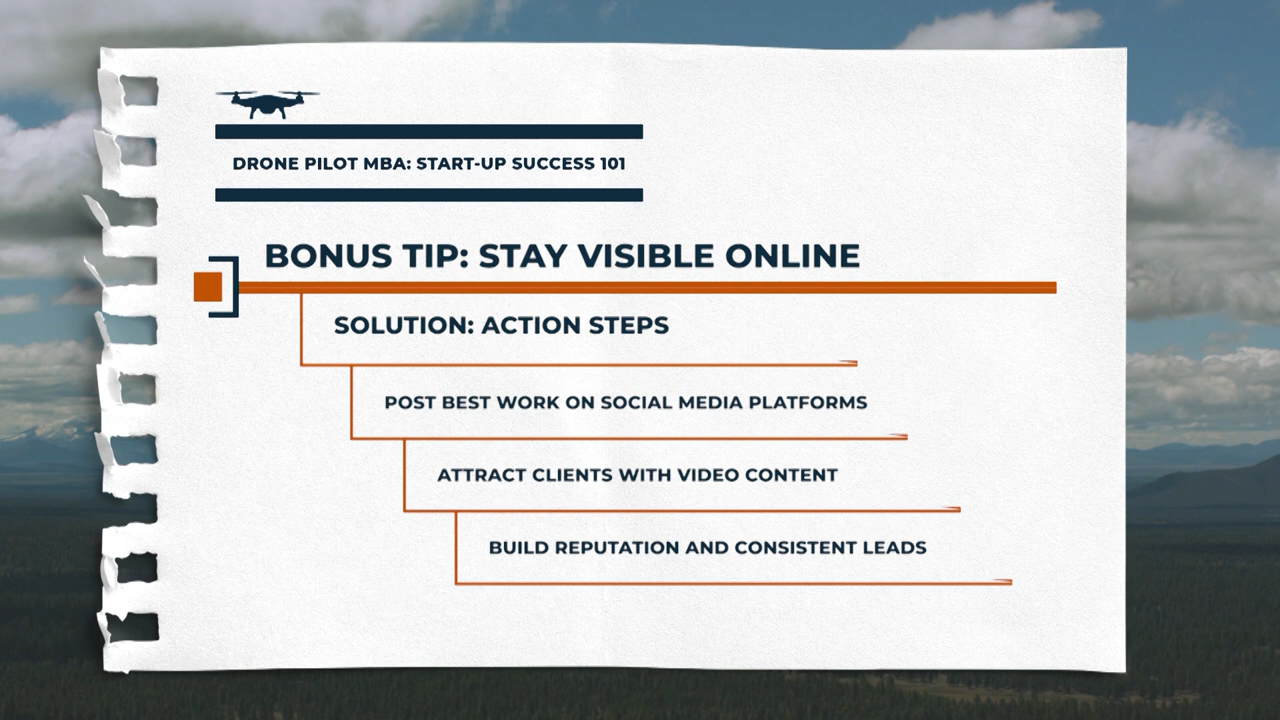 DRONE PILOT MBA: START-UP SUCCESS 101
BONUS TIP: STAY VISIBLE ONLINE
SOLUTION: ACTION STEPS
POST BEST WORK ON SOCIAL MEDIA PLATFORMS
ATTRACT CLIENTS WITH VIDEO CONTENT
BUILD REPUTATION AND CONSISTENT LEADS